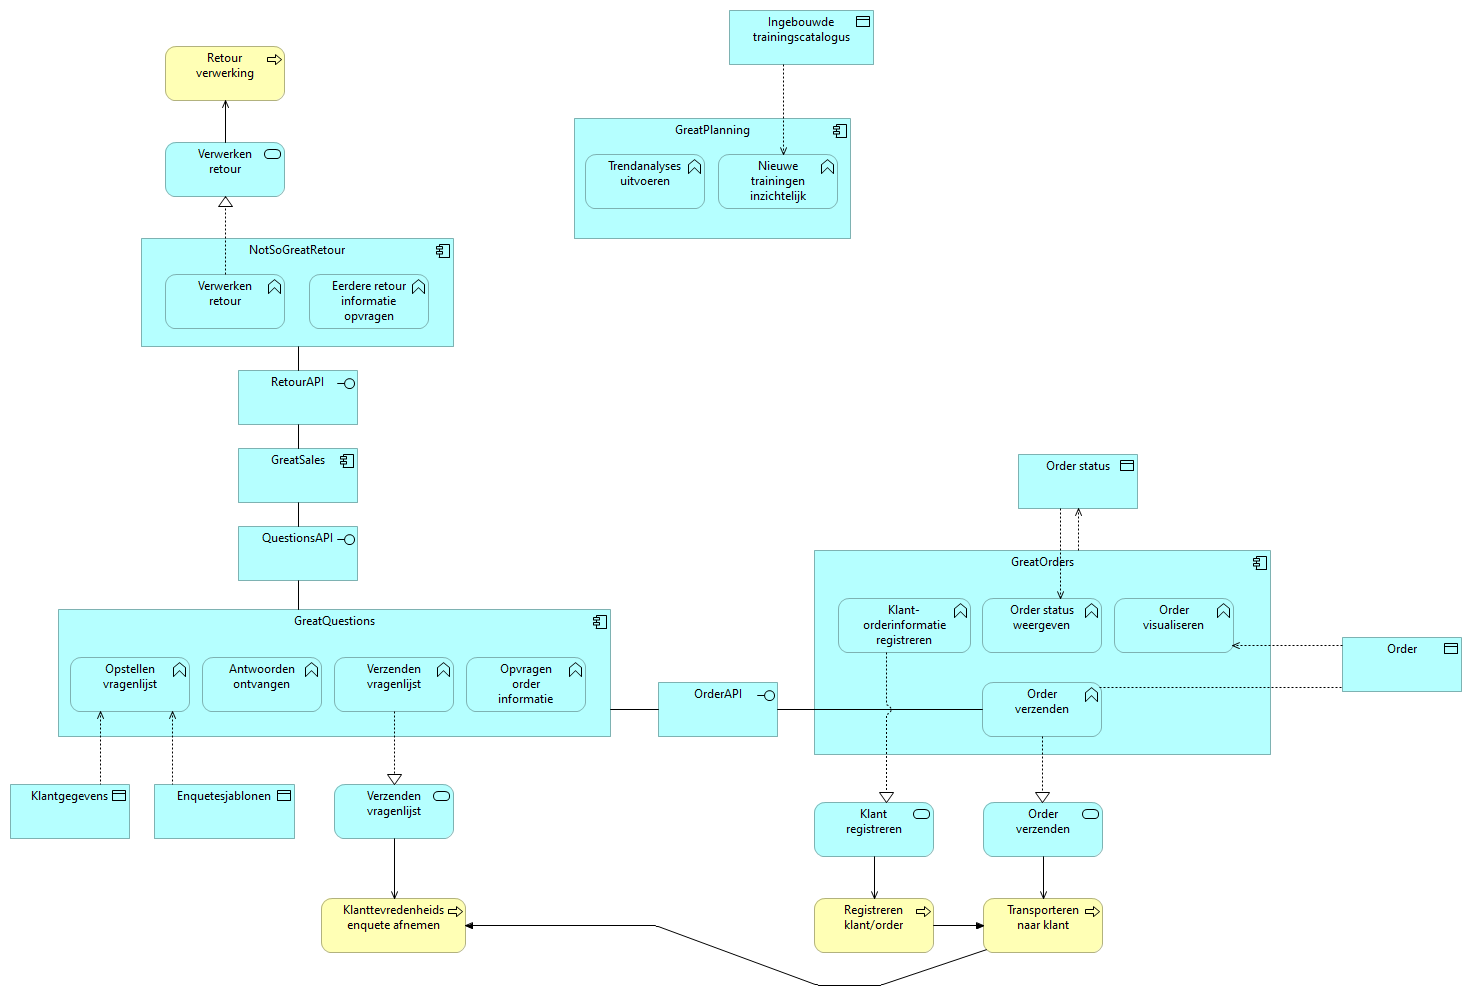 Ingebouwde
trainingscatalogus
Retour
verwerking
GreatPlanning
Trendanalyses
uitvoeren
Nieuwe
trainingen
inzichtelijk
Verwerken
retour
NotSoGreatRetour
Verwerken
retour
Eerdere retour
informatie
opvragen
RetourAPI
GreatSales
QuestionsAPI
Order status
GreatOrders
Klant-
orderinformatie
registreren
Order status
weergeven
Order
visualiseren
Order
GreatQuestions
Opstellen
vragenlijst
Antwoorden
ontvangen
Verzenden
vragenlijst
Opvragen
order
informatie
OrderAPI
Order
verzenden
Klantgegevens
Enquetesjablonen
Verzenden
vragenlijst
Klant
registreren
Order
verzenden
Klanttevredenheids
enquete afnemen
Registreren
klant/order
Transporteren
naar klant